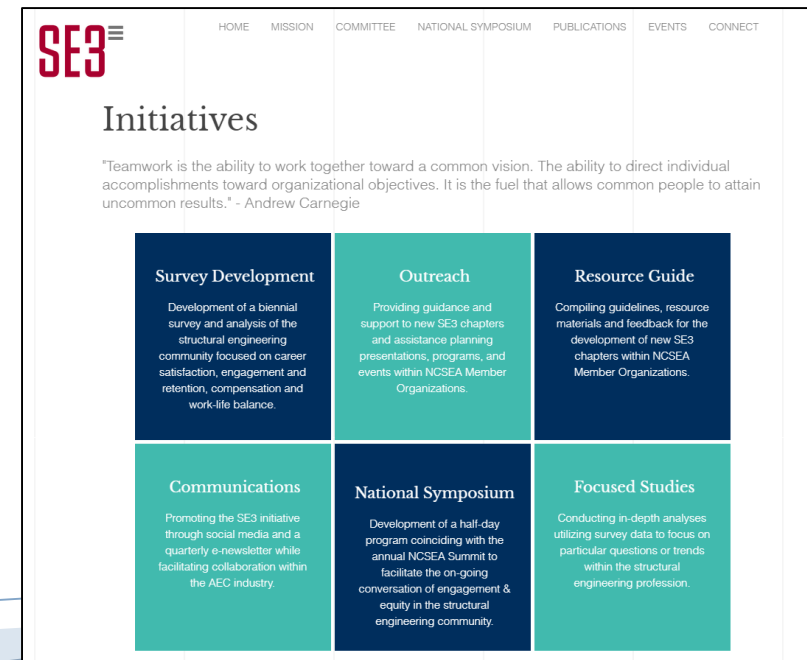 SE3
HOME MISSION COMMITTEE NATIONAL SYMPOSIUM PUBLICATIONS EVENTS CONNECT
Initiatives
"Teamwork is the ability to work together toward a common vision. The ability to direct individual
accomplishments toward organizational objectives. It is the fuel that allows common people to attain
uncommon results." - Andrew Carnegie
Survey Development
Development of a biennial
survey and analysis of the
structural engineering
community focused on career
satisfaction, engagement and
retention, compensation and
work-life balance.
Outreach
Providing guidance and
support to new SE3 chapters
and assistance planning
presentations, programs, and
events within NCSEA Member
Organizations.
Resource Guide
Compiling guidelines, resource
materials and feedback for the
development of new SE3
chapters within NCSEA
Member Organizations.
Communications
Promoting the SE3 initiative
through social media and a
quarterly e-newsletter while
facilitating collaboration within
the AEC industry.
National Symposium
Development of a half-day
program coinciding with the
annual NCSEA Summit to
facilitate the on-going
conversation of engagement &
equity in the structural
engineering community.
Focused Studies
Conducting in-depth analyses
utilizing survey data to focus on
particular questions or trends
within the structural
engineering profession.